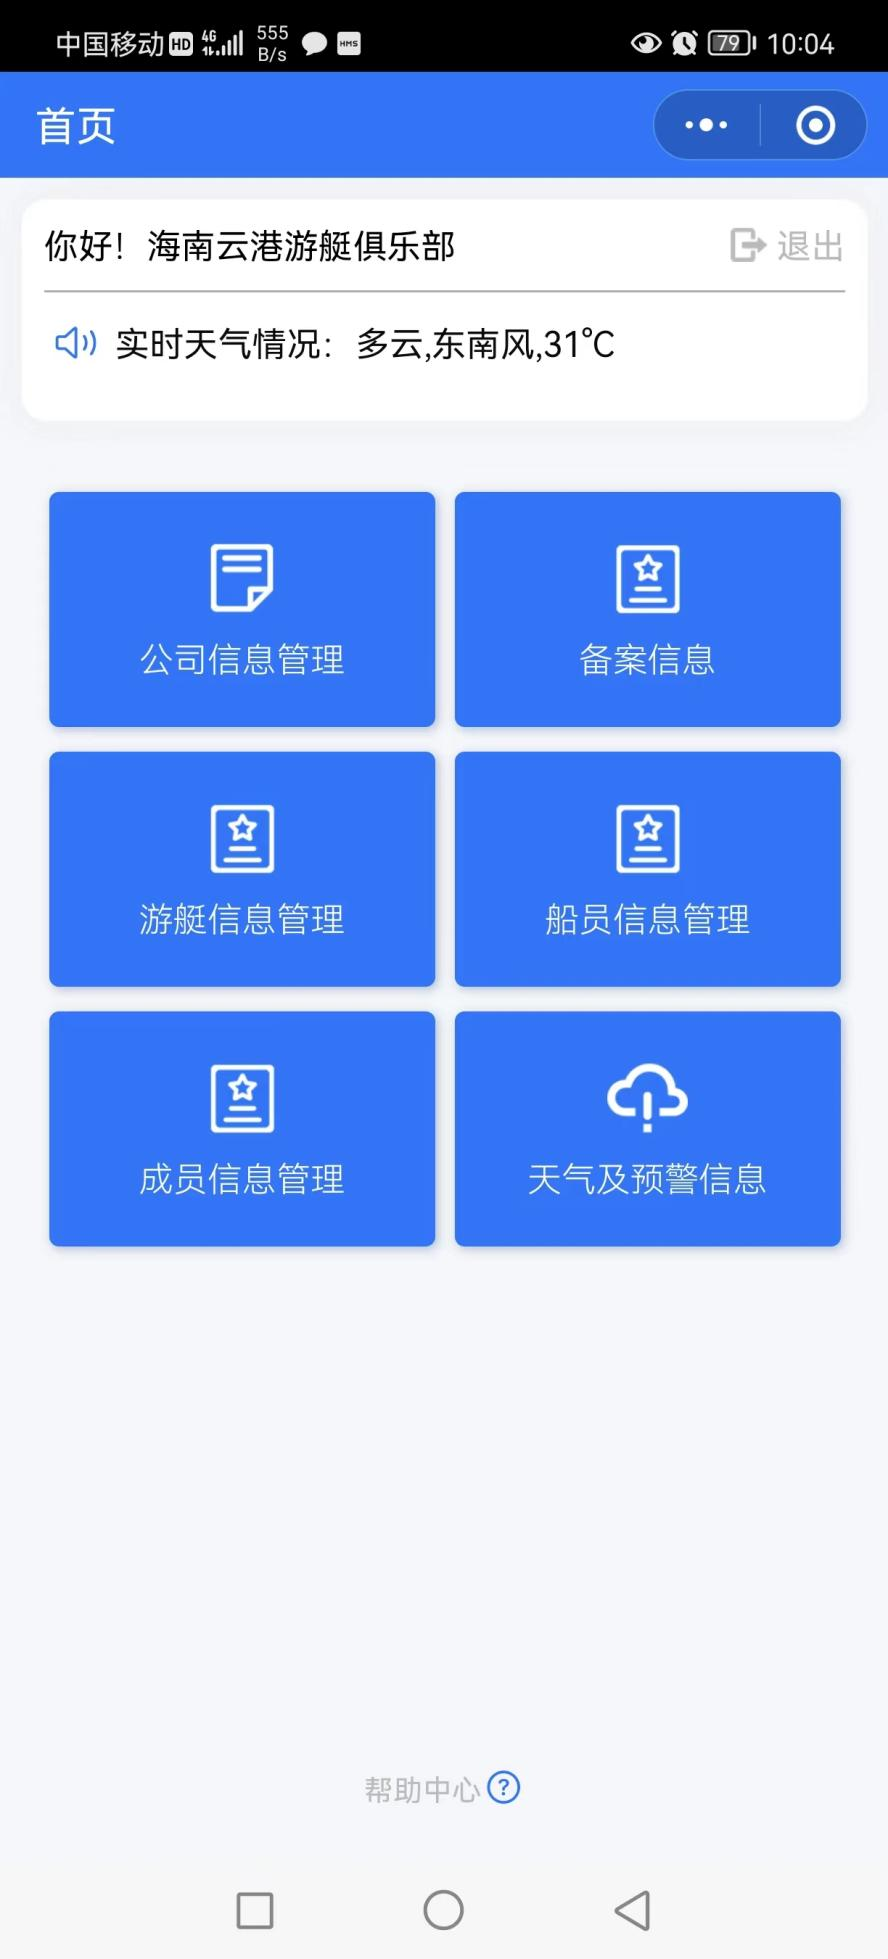 中国移动 HD 4G 555 B/s HMS 79 10:04
首页
你好！海南云港游艇俱乐部 退出
实时天气情况：多云,东南风,31℃
公司信息管理 备案信息
游艇信息管理 船员信息管理
成员信息管理 天气及预警信息
帮助中心 ?